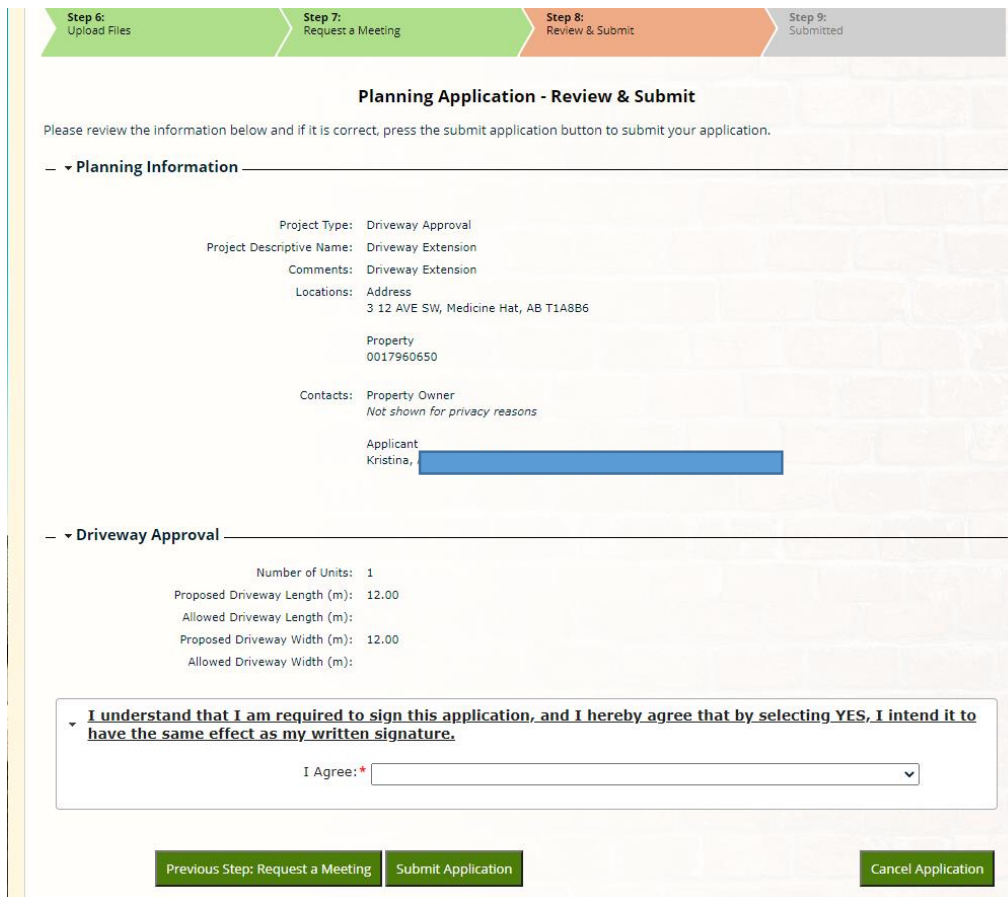 Step 6:
Upload Files
Step 7:
Request a Meeting
Step 8:
Review & Submit
Step 9:
Submitted
Planning Application - Review & Submit
Please review the information below and if it is correct, press the submit application button to submit your application.
Planning Information
Project Type: Driveway Approval
Project Descriptive Name: Driveway Extension
Comments: Driveway Extension
Locations: Address
3 12 AVE SW, Medicine Hat, AB T1A8B6
Property
0017960650
Contacts: Property Owner
Not shown for privacy reasons
Applicant
Kristina,
Driveway Approval
Number of Units: 1
Proposed Driveway Length (m): 12.00
Allowed Driveway Length (m):
Proposed Driveway Width (m): 12.00
Allowed Driveway Width (m):
I understand that I am required to sign this application, and I hereby agree that by selecting YES, I intend it to
have the same effect as my written signature.
I Agree:*
Previous Step: Request a Meeting Submit Application Cancel Application